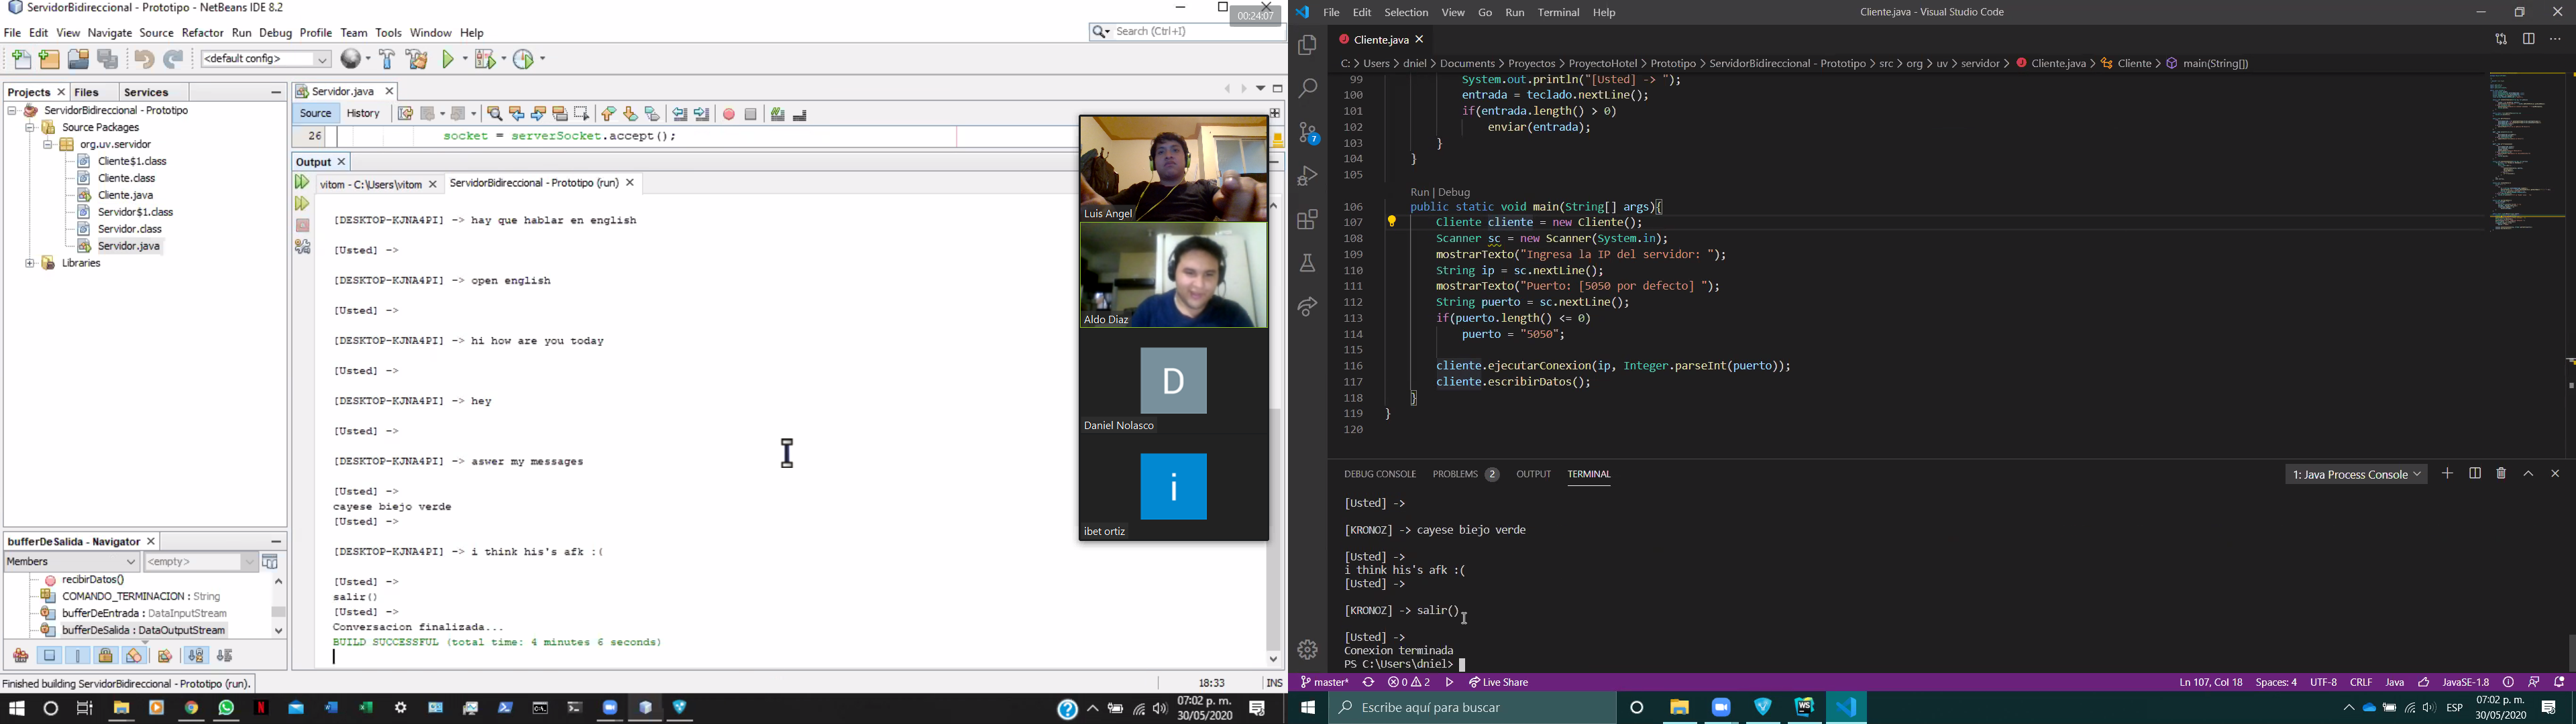 ServidorBidireccional - Prototipo - NetBeans IDE 8.2
00:24:07
File Edit View Navigate Source Refactor Run Debug Profile Team Tools Window Help
Search (Ctrl+I)
<default config>
Projects Files Services
ServidorBidireccional - Prototipo
Source Packages
org.uv.servidor
Cliente$1.class
Cliente.class
Cliente.java
Servidor$1.class
Servidor.class
Servidor.java
Libraries
bufferDeSalida - Navigator
Members <empty>
recibirDatos()
COMANDO_TERMINACION : String
bufferDeEntrada : DataInputStream
bufferDeSalida : DataOutputStream
Servidor.java
Source History
26 socket = serverSocket.accept();
Output
vitom - C:\Users\vitom ServidorBidireccional - Prototipo (run)
[DESKTOP-KJNA4PI] -> hay que hablar en english
[Usted] ->
[DESKTOP-KJNA4PI] -> open english
[Usted] ->
[DESKTOP-KJNA4PI] -> hi how are you today
[Usted] ->
[DESKTOP-KJNA4PI] -> hey
[Usted] ->
[DESKTOP-KJNA4PI] -> aswer my messages
[Usted] ->
cayese biejo verde
[Usted] ->
[DESKTOP-KJNA4PI] -> i think his's afk :(
[Usted] ->
salir()
[Usted] ->
Conversacion finalizada...
BUILD SUCCESSFUL (total time: 4 minutes 6 seconds)
Luis Angel
Aldo Diaz
D
Daniel Nolasco
i
ibet ortiz
Finished building ServidorBidireccional - Prototipo (run).
18:33 INS
07:02 p. m.
30/05/2020
File Edit Selection View Go Run Terminal Help
Cliente.java - Visual Studio Code
Cliente.java
C: > Users > dniel > Documents > Proyectos > ProyectoHotel > Prototipo > ServidorBidireccional - Prototipo > src > org > uv > servidor > Cliente.java > Cliente > main(String[])
99 System.out.println("[Usted] -> ");
100 entrada = teclado.nextLine();
101 if(entrada.length() > 0)
102 enviar(entrada);
103 }
104 }
105
Run | Debug
106 public static void main(String[] args){
107 Cliente cliente = new Cliente();
108 Scanner sc = new Scanner(System.in);
109 mostrarTexto("Ingresa la IP del servidor: ");
110 String ip = sc.nextLine();
111 mostrarTexto("Puerto: [5050 por defecto] ");
112 String puerto = sc.nextLine();
113 if(puerto.length() <= 0)
114 puerto = "5050";
115
116 cliente.ejecutarConexion(ip, Integer.parseInt(puerto));
117 cliente.escribirDatos();
118 }
119 }
120
7
DEBUG CONSOLE PROBLEMS 2 OUTPUT TERMINAL
1: Java Process Console
[Usted] ->
[KRONOZ] -> cayese biejo verde
[Usted] ->
i think his's afk :(
[Usted] ->
[KRONOZ] -> salir()
[Usted] ->
Conexion terminada
PS C:\Users\dniel>
master* 0 2 Live Share
Ln 107, Col 18 Spaces: 4 UTF-8 CRLF Java JavaSE-1.8
Escribe aquí para buscar
WS
ESP
07:02 p. m.
30/05/2020